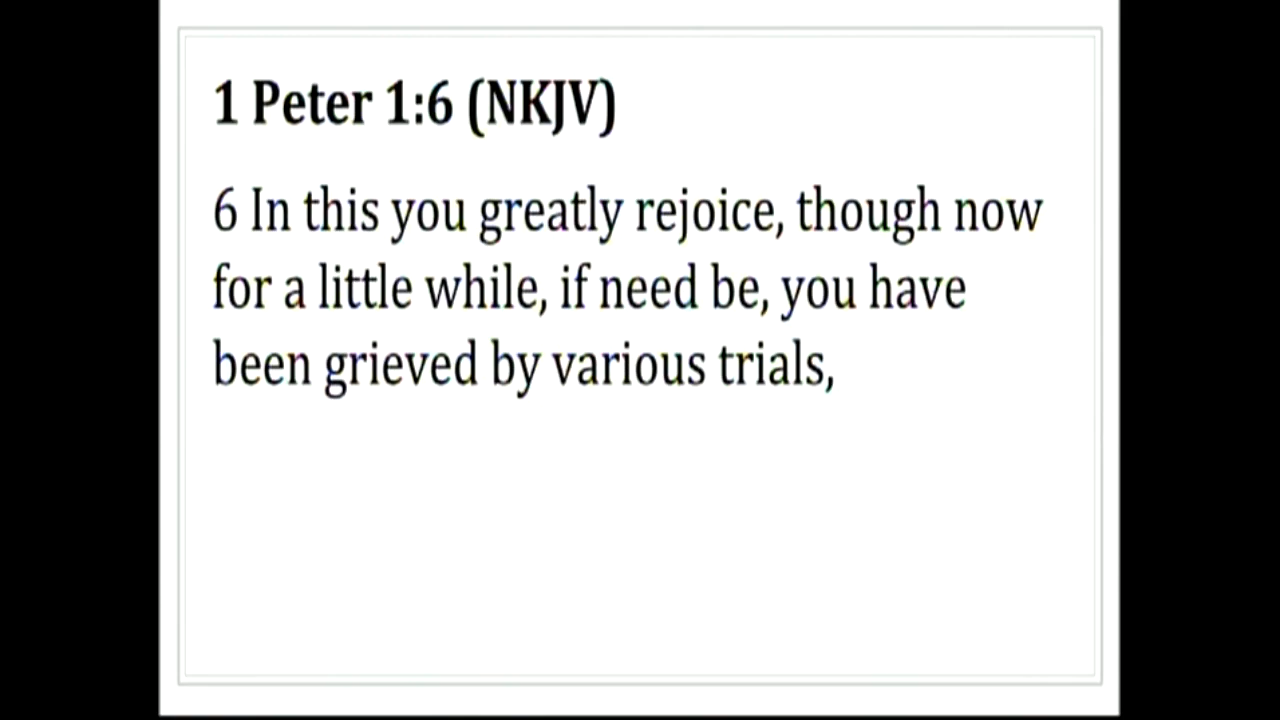 1 Peter 1:6 (NKJV)
6 In this you greatly rejoice, though now
for a little while, if need be, you have
been grieved by various trials,